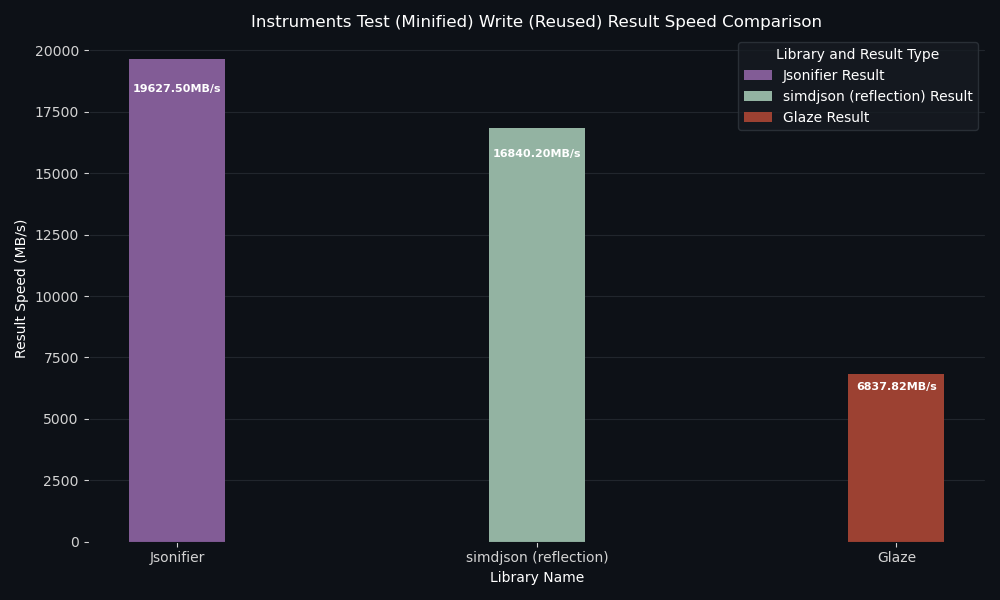 Instruments Test (Minified) Write (Reused) Result Speed Comparison
Library and Result Type
Jsonifier Result
simdjson (reflection) Result
Glaze Result
Result Speed (MB/s)
20000
17500
15000
12500
10000
7500
5000
2500
0
19627.50MB/s
16840.20MB/s
6837.82MB/s
Jsonifier
simdjson (reflection)
Glaze
Library Name